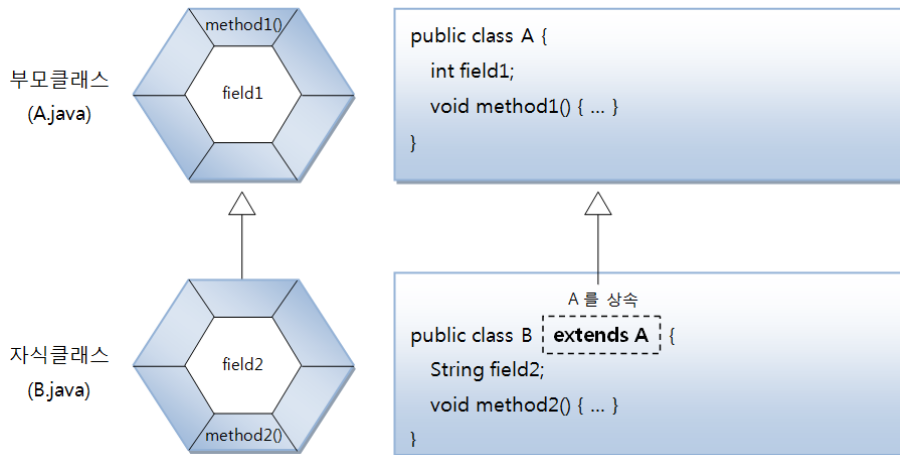 method1()
field1
부모클래스
(A.java)
public class A {
int field1;
void method1() { ... }
}
A 를 상속
public class B extends A {
String field2;
void method2() { ... }
}
자식클래스
(B.java)
field2
method2()